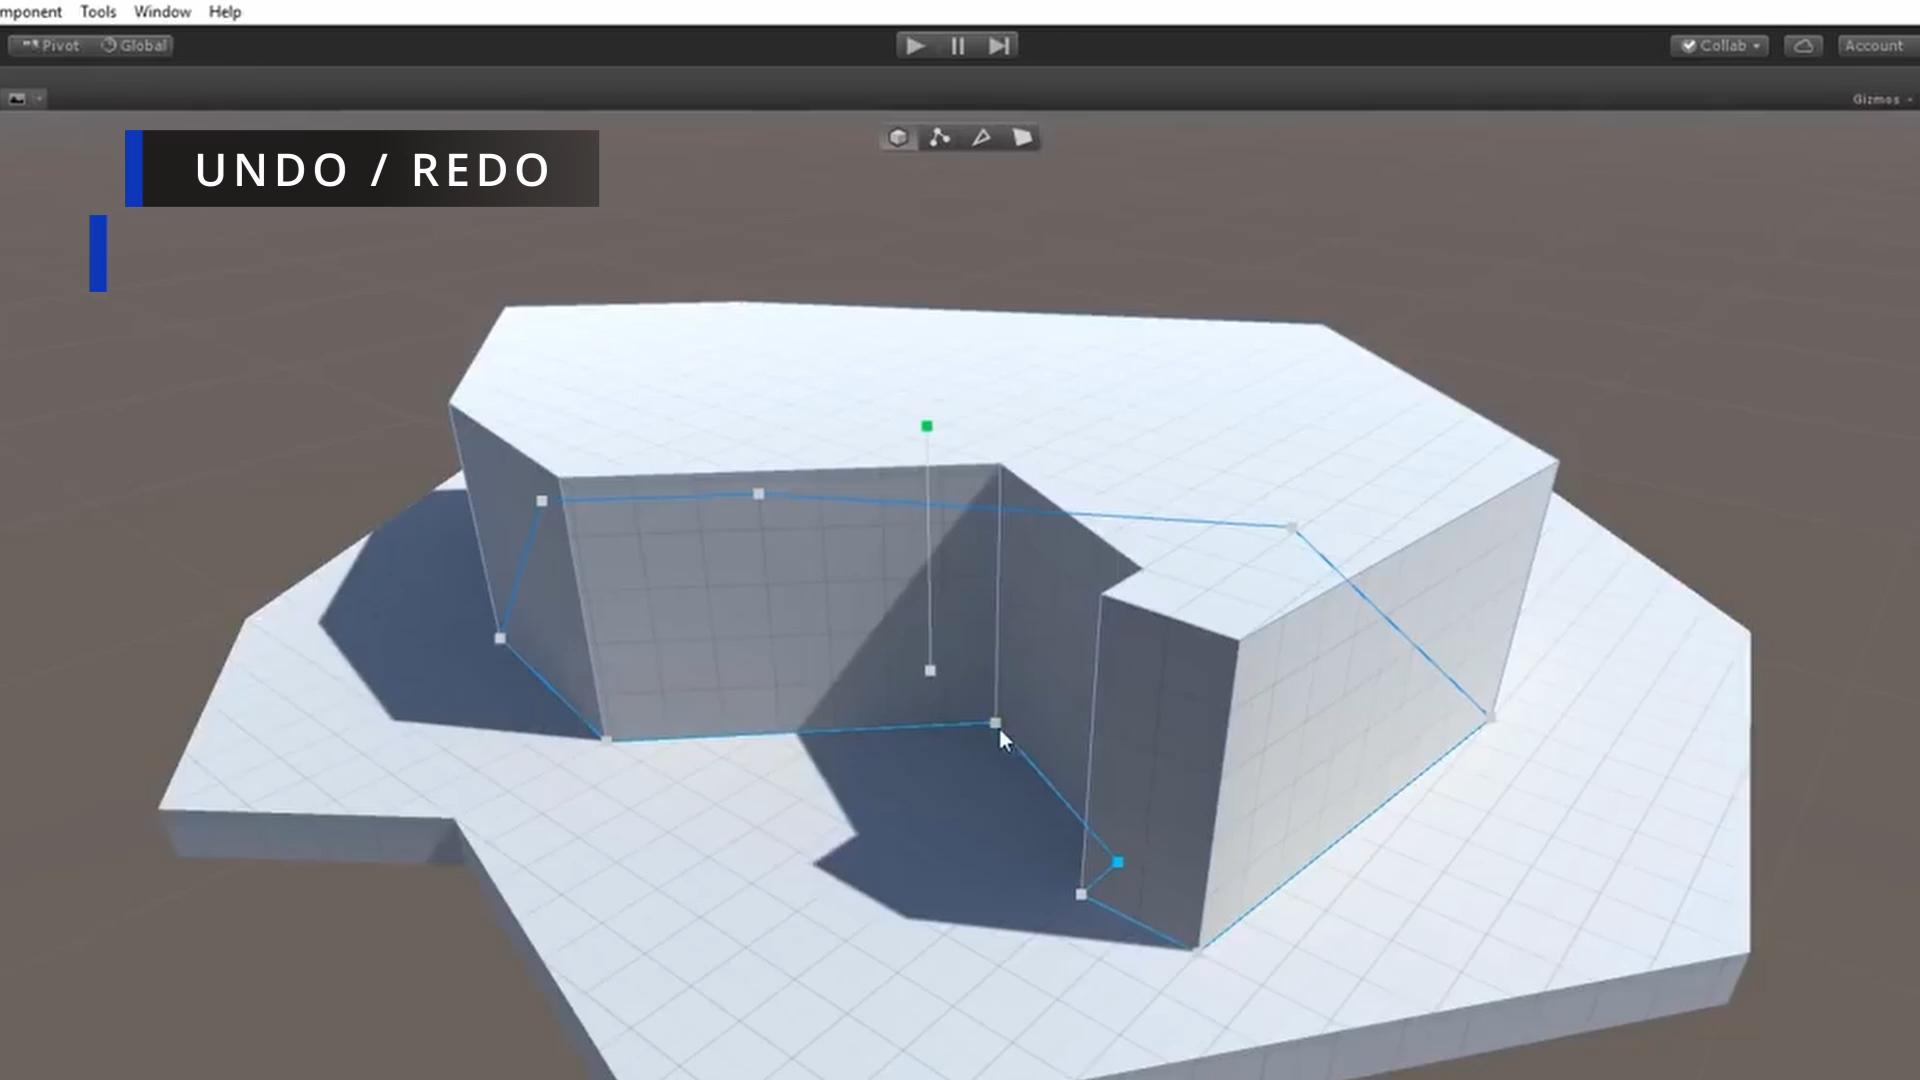 mponent Tools Window Help
Pivot Global
Collab Account
Gizmos
UNDO / REDO